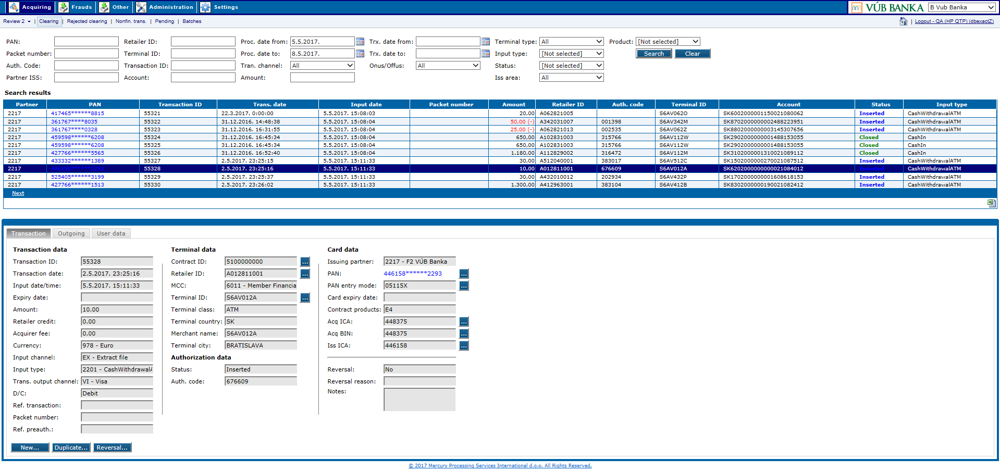 Acquiring Frauds Other Administration Settings VÚB BANKA B Vub Banka
Review 2 | Clearing | Rejected clearing | Nonfin. trans. | Pending | Batches | Logout - QA (HP QTP) (dbexactZ)
PAN: Retailer ID: Proc. date from: 5.5.2017. Trx. date from: Terminal type: All Product: [Not selected]
Packet number: Terminal ID: Proc. date to: 8.5.2017. Trx. date to: Input type: [Not selected] Search Clear
Auth. Code: Transaction ID: Tran. channel: All Onus/Offus: All Status: [Not selected]
Partner ISS: Account: Amount: Iss area: All
Search results
Partner PAN Transaction ID Trans. date Input date Packet number Amount Retailer ID Auth. code Terminal ID Account Status Input type
2217 417465******8815 55321 22.3.2017. 0:00:00 5.5.2017. 15:08:03 20,00 A062821005 S6AV062O SK6002000001150021080062 Inserted CashWithdrawalATM
2217 361767****8035 55322 31.12.2016. 14:48:38 5.5.2017. 15:08:04 50,00 (-) A342031007 001398 S6AV342M SK8702000000002488223951 Inserted CashWithdrawalATM
2217 361767****0328 55323 31.12.2016. 16:31:55 5.5.2017. 15:08:04 25,00 (-) A062821013 002535 S6AV062Z SK8802000000003145307656 Inserted CashWithdrawalATM
2217 459598******6208 55324 31.12.2016. 16:45:34 5.5.2017. 15:08:04 650,00 A102831003 315766 S6AV112W SK2902000000001488153055 Closed CashIn
2217 459598******6208 55325 31.12.2016. 16:45:34 5.5.2017. 15:08:04 650,00 A102831003 315766 S6AV112W SK2902000000001488153055 Closed CashIn
2217 427766******5565 55326 31.12.2016. 16:52:40 5.5.2017. 15:08:04 1.180,00 A112829002 316472 S6AV112M SK3102000001310021089112 Closed CashIn
2217 433332******1389 55327 2.5.2017. 23:25:15 5.5.2017. 15:11:33 30,00 A512040001 383017 S6AV512C SK1502000000270021087512 Inserted CashWithdrawalATM
2217 446158******2293 55328 2.5.2017. 23:25:16 5.5.2017. 15:11:33 10,00 A012811001 676609 S6AV012A SK6202000000000021084012 Inserted CashWithdrawalATM
2217 525405******3199 55329 2.5.2017. 23:25:37 5.5.2017. 15:11:33 30,00 A432010012 202934 S6AV432P SK1702000000001608618153 Inserted CashWithdrawalATM
2217 427766******1513 55330 2.5.2017. 23:26:02 5.5.2017. 15:11:33 1.300,00 A412963001 383104 S6AV412B SK8302000000190021082412 Inserted CashWithdrawalATM
Next
Transaction Outgoing User data
Transaction data Terminal data Card data
Transaction ID: 55328 Contract ID: 5100000000 ... Issuing partner: 2217 - F2 VÚB Banka
Transaction date: 2.5.2017. 23:25:16 Retailer ID: A012811001 ... PAN: 446158******2293 ...
Input date/time: 5.5.2017. 15:11:33 MCC: 6011 - Member Financia PAN entry mode: 05115X ...
Expiry date: Terminal ID: S6AV012A ... Card expiry date:
Amount: 10.00 Terminal class: ATM Contract products: E4
Retailer credit: 0.00 Terminal country: SK Acq ICA: 448375 ...
Acquirer fee: 0.00 Merchant name: S6AV012A Acq BIN: 448375 ...
Currency: 978 - Euro Terminal city: BRATISLAVA Iss ICA: 446158 ...
Input channel: EX - Extract file Authorization data
Input type: 2201 - CashWithdrawalA Status: Inserted Reversal: No
Trans. output channel: VI - Visa Auth. code: 676609 Reversal reason:
D/C: Debit Notes:
Ref. transaction:
Packet number:
Ref. preauth.:
New... Duplicate... Reversal...
© 2017 Mercury Processing Services International d.o.o. All Rights Reserved.